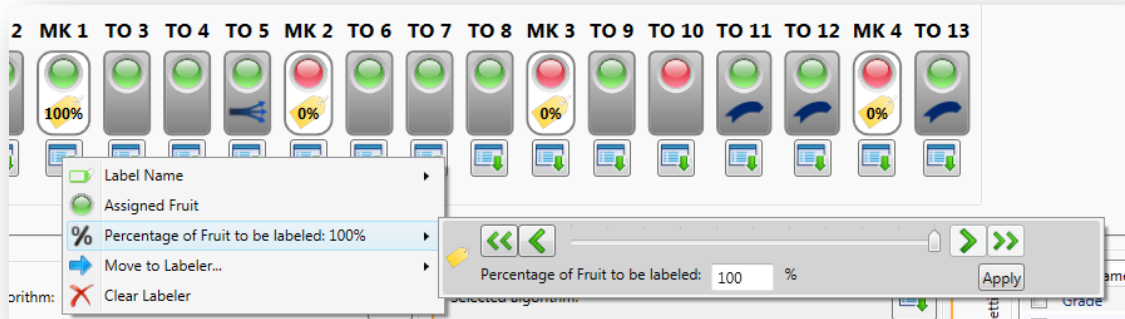 2 MK 1 TO 3 TO 4 TO 5 MK 2 TO 6 TO 7 TO 8 MK 3 TO 9 TO 10 TO 11 TO 12 MK 4 TO 13
100% 0% 0% 0%
Label Name
Assigned Fruit
% Percentage of Fruit to be labeled: 100%
Move to Labeler...
Clear Labeler
Percentage of Fruit to be labeled: 100 %
Apply
orithm:
Selected algorithm:
etti
ame
Grade